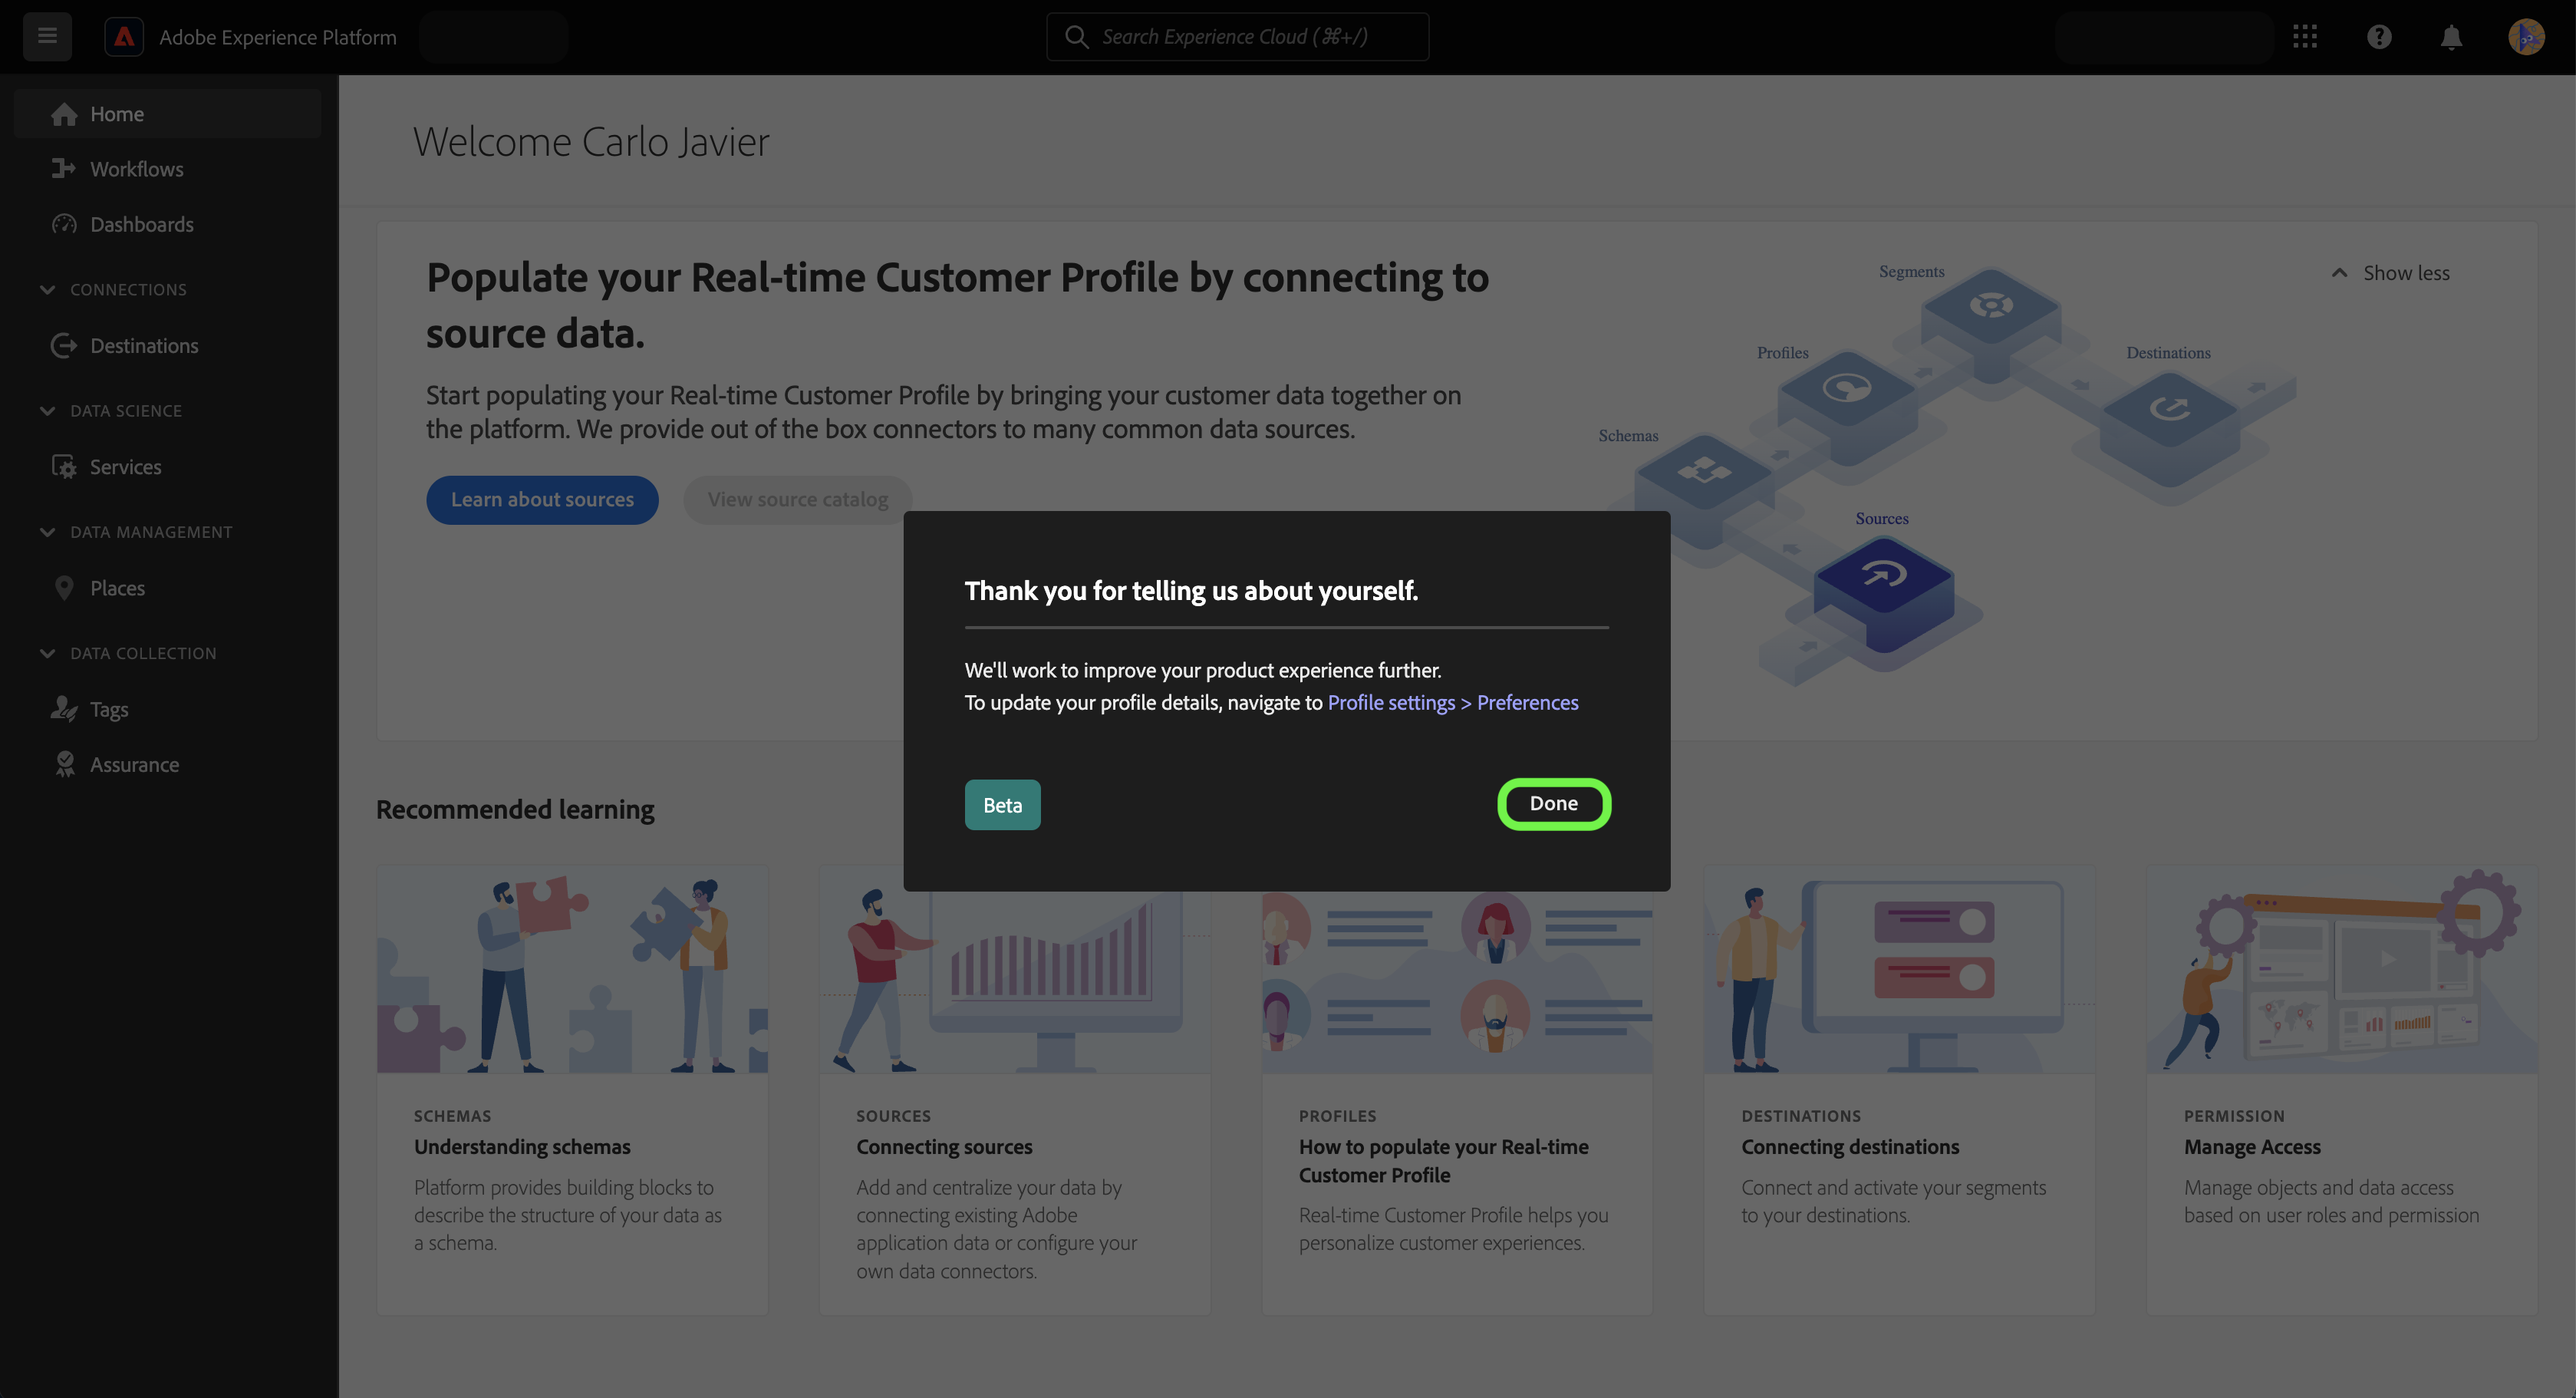 Adobe Experience Platform
Search Experience Cloud (⌘+/)
Home
Workflows
Dashboards
CONNECTIONS
Destinations
DATA SCIENCE
Services
DATA MANAGEMENT
Places
DATA COLLECTION
Tags
Assurance
Welcome Carlo Javier
Populate your Real-time Customer Profile by connecting to
source data.
Start populating your Real-time Customer Profile by bringing your customer data together on
the platform. We provide out of the box connectors to many common data sources.
Learn about sources
View source catalog
Show less
Segments
Profiles
Destinations
Schemas
Sources
Thank you for telling us about yourself.
We'll work to improve your product experience further.
To update your profile details, navigate to Profile settings > Preferences
Beta
Done
Recommended learning
SCHEMAS
Understanding schemas
Platform provides building blocks to
describe the structure of your data as
a schema.
SOURCES
Connecting sources
Add and centralize your data by
connecting existing Adobe
application data or configure your
own data connectors.
PROFILES
How to populate your Real-time
Customer Profile
Real-time Customer Profile helps you
personalize customer experiences.
DESTINATIONS
Connecting destinations
Connect and activate your segments
to your destinations.
PERMISSION
Manage Access
Manage objects and data access
based on user roles and permission